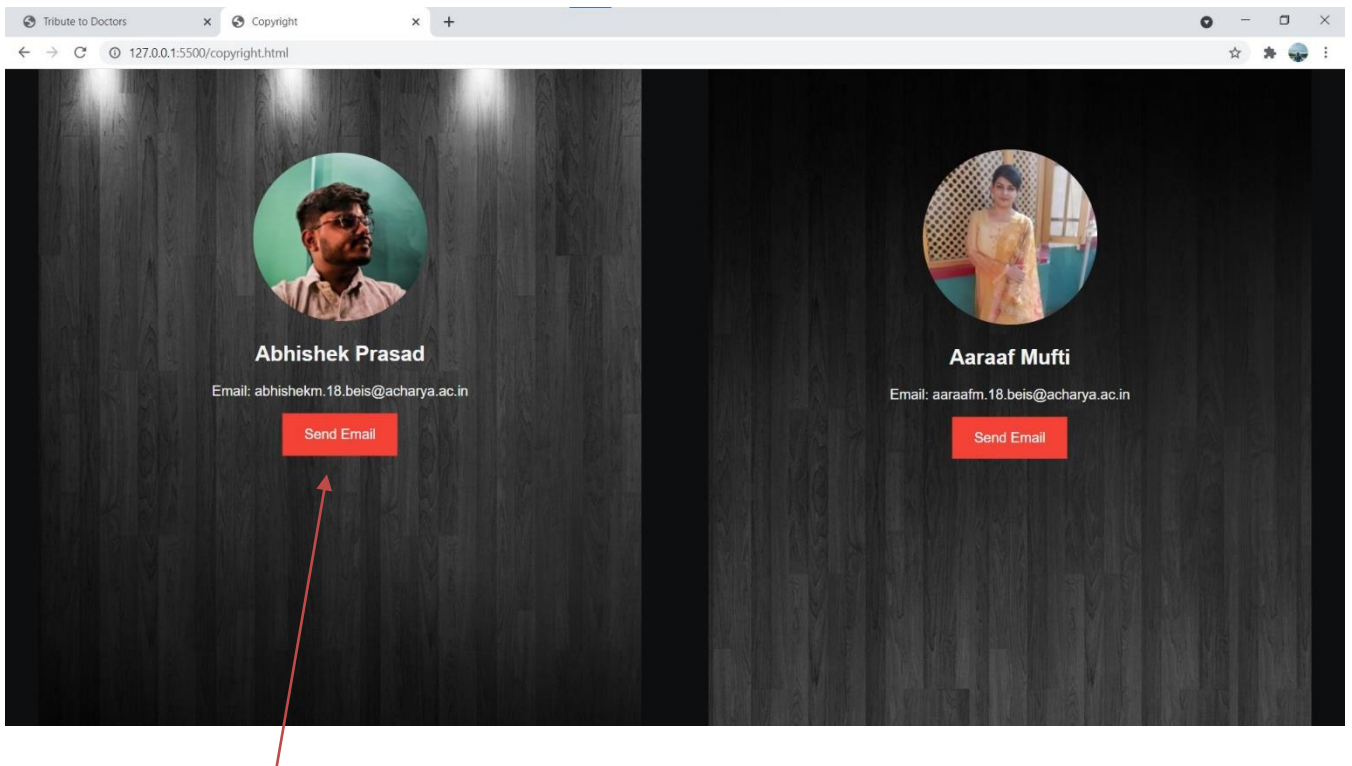 Tribute to Doctors
Copyright
127.0.0.1:5500/copyright.html
Abhishek Prasad
Email: abhishekm.18.beis@acharya.ac.in
Send Email
Aaraaf Mufti
Email: aaraafm.18.beis@acharya.ac.in
Send Email